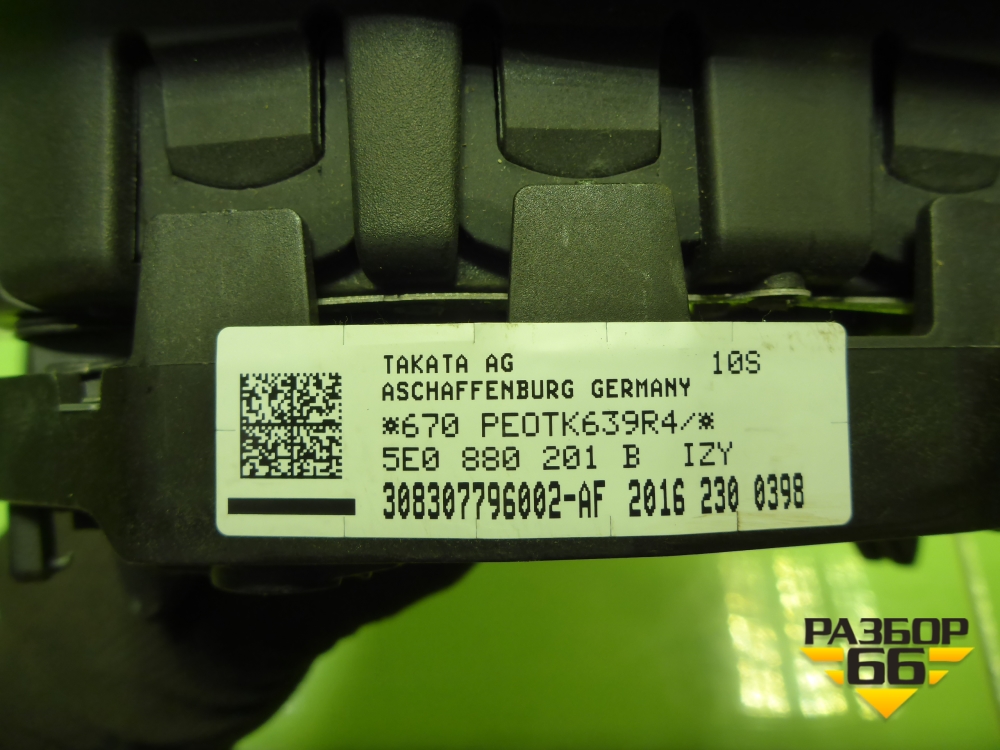 TAKATA AG 10S
ASCHAFFENBURG GERMANY
*670 PEOTK639R4/*
5E0 880 201 B IZY
308307796002-AF 2016 230 0398
РАЗБОР
66